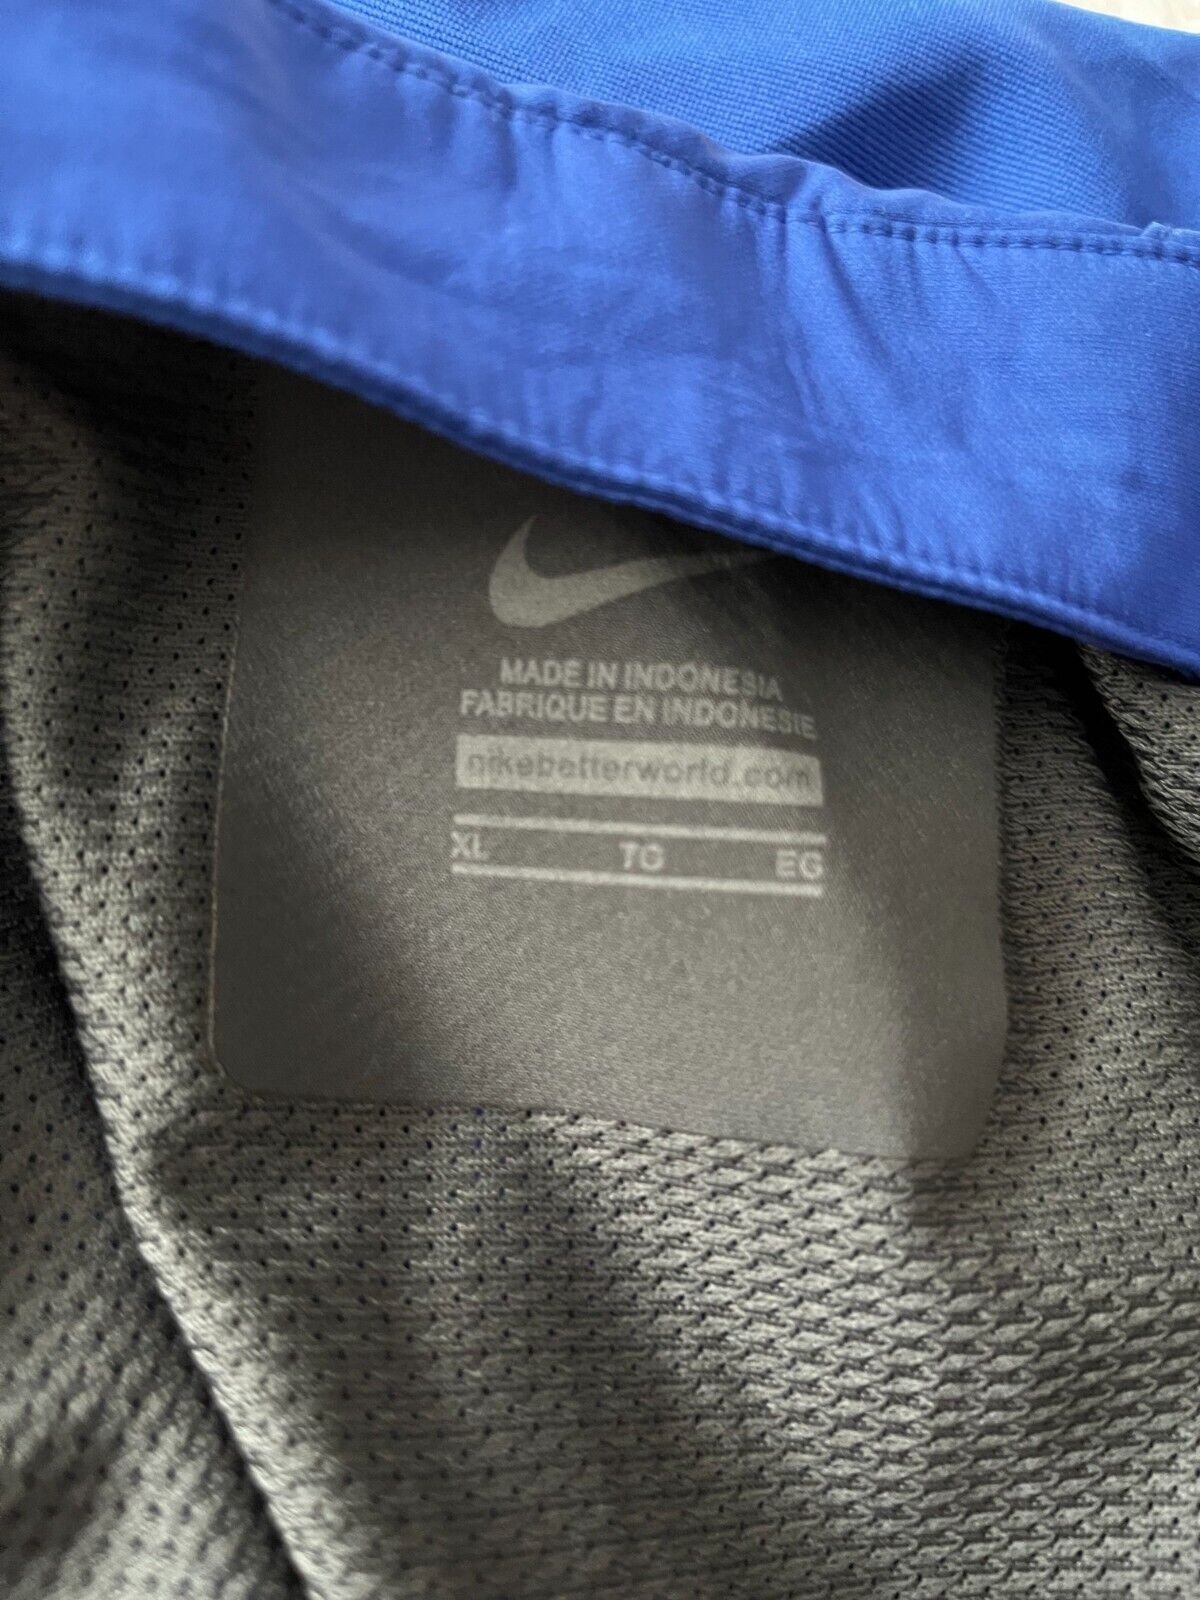 MADE IN INDONESIA
FABRIQUE EN INDONESIE
nikebetterworld.com
XL TG EG